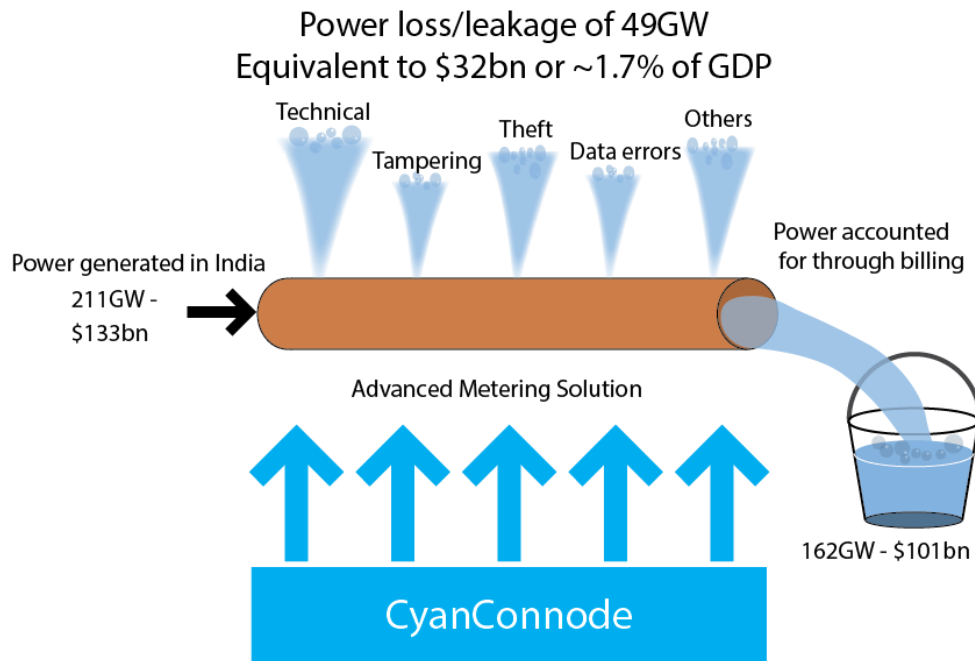 Power loss/leakage of 49GW
Equivalent to $32bn or ~1.7% of GDP
Technical
Tampering
Theft
Data errors
Others
Power generated in India
211GW -
$133bn
Power accounted
for through billing
Advanced Metering Solution
162GW - $101bn
CyanConnode